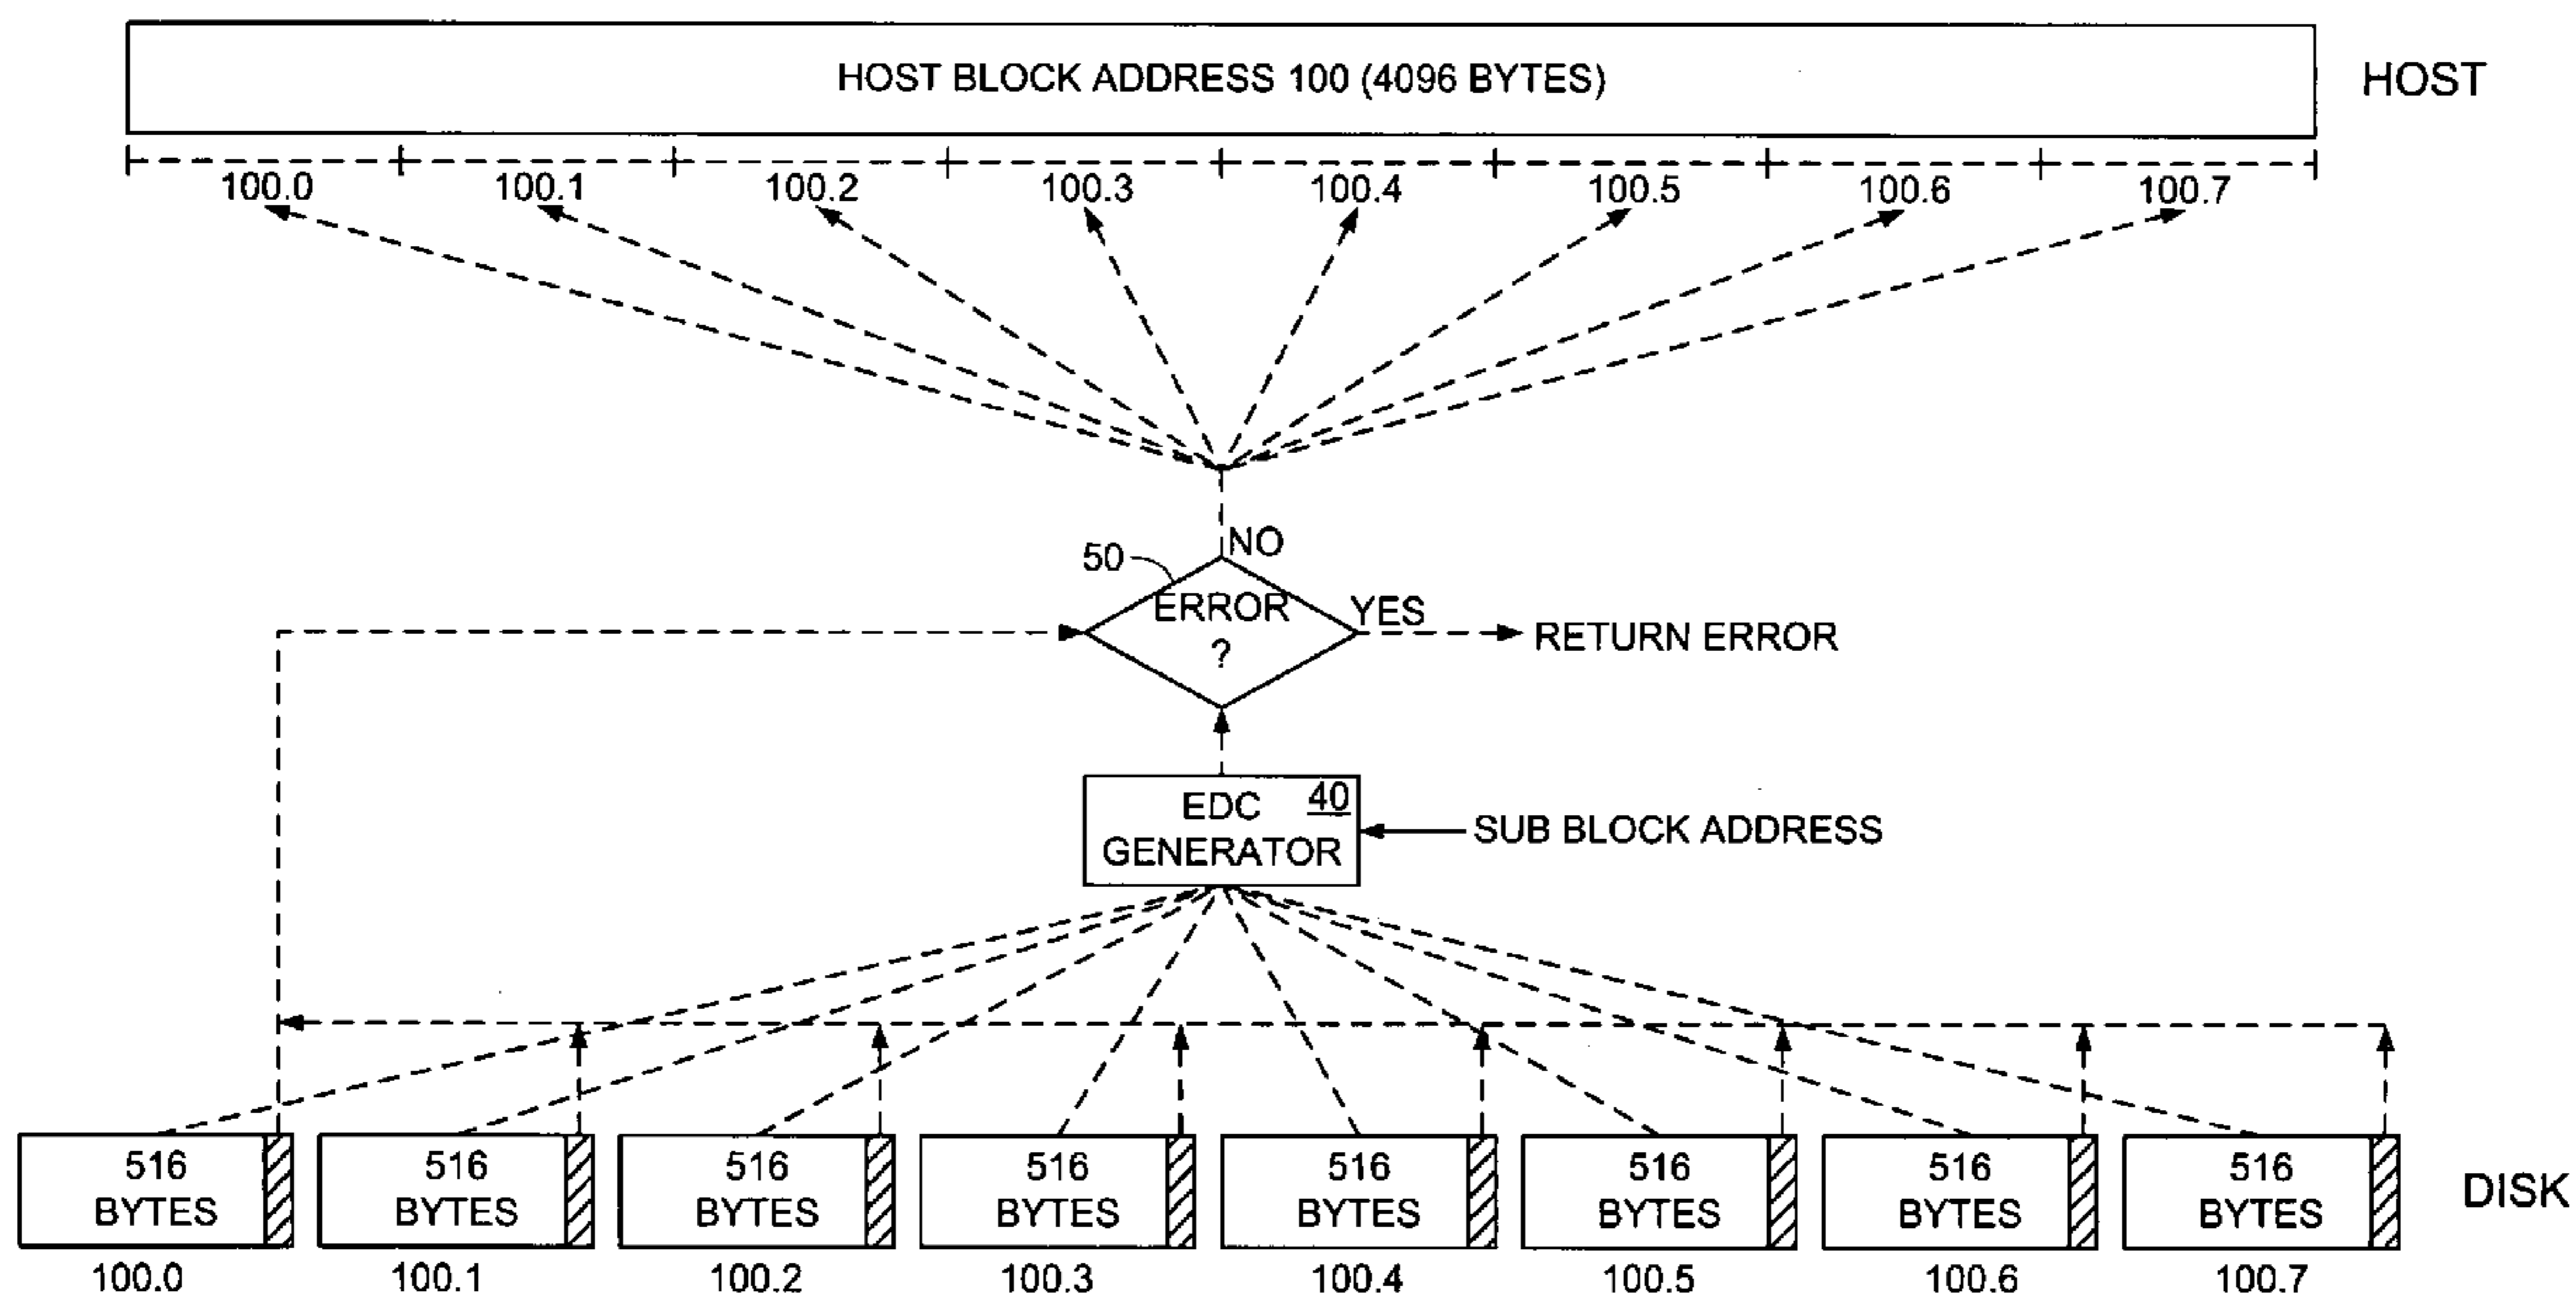 HOST BLOCK ADDRESS 100 (4096 BYTES)
HOST
100.0 100.1 100.2 100.3 100.4 100.5 100.6 100.7
NO
50
ERROR
?
YES
RETURN ERROR
EDC 40
GENERATOR
SUB BLOCK ADDRESS
516 516 516 516 516 516 516 516
BYTES BYTES BYTES BYTES BYTES BYTES BYTES BYTES
DISK
100.0 100.1 100.2 100.3 100.4 100.5 100.6 100.7